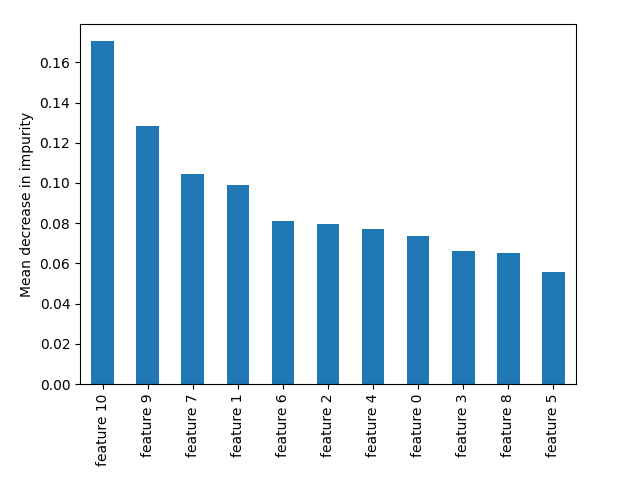 Mean decrease in impurity
0.16
0.14
0.12
0.10
0.08
0.06
0.04
0.02
0.00
feature 10
feature 9
feature 7
feature 1
feature 6
feature 2
feature 4
feature 0
feature 3
feature 8
feature 5